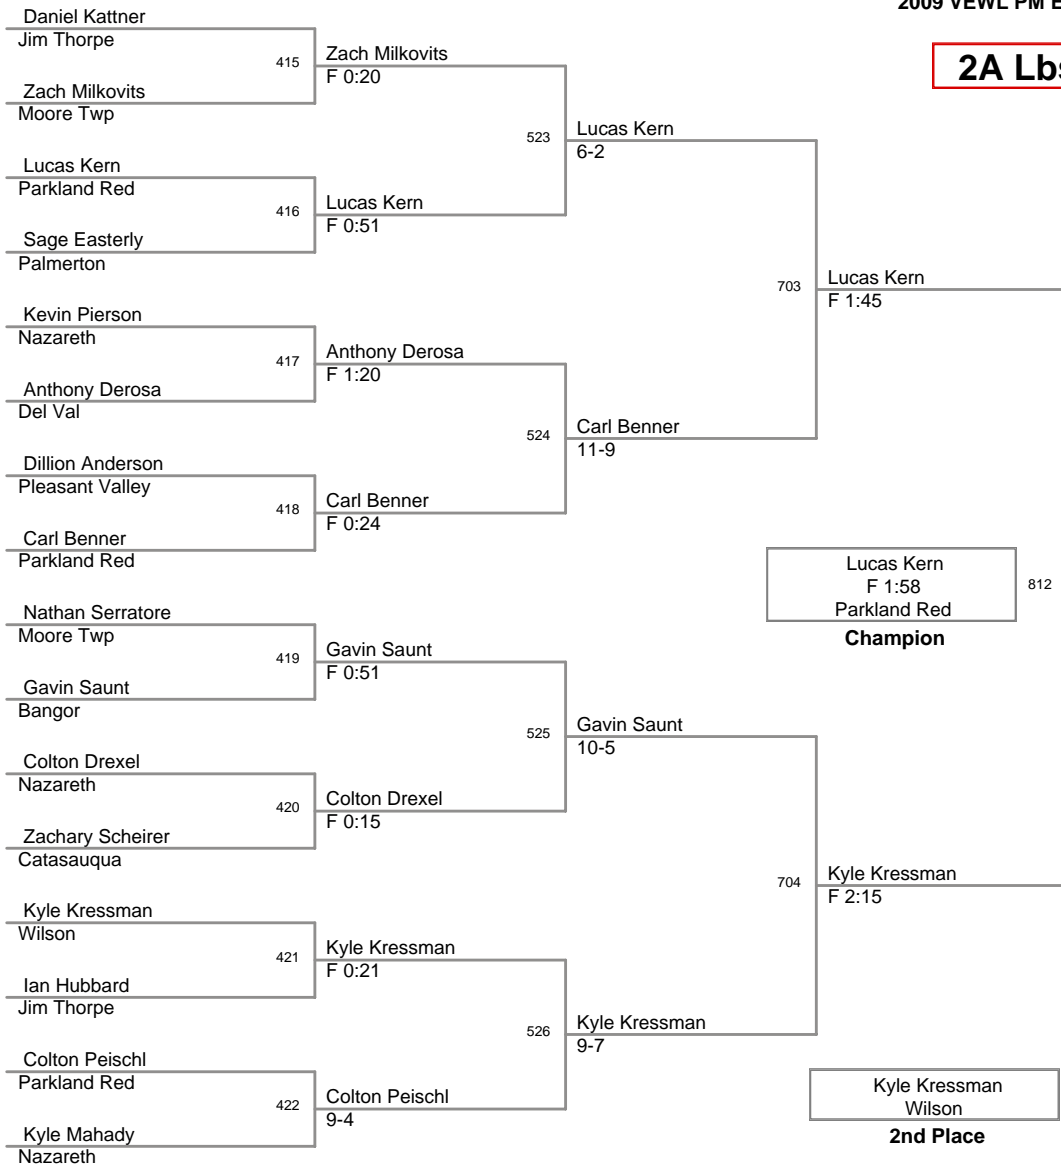 2009 VEWL PM E
2A Lbs
Daniel Kattner
Jim Thorpe
415
Zach Milkovits
F 0:20
Zach Milkovits
Moore Twp
523
Lucas Kern
6-2
Lucas Kern
Parkland Red
416
Lucas Kern
F 0:51
Sage Easterly
Palmerton
703
Lucas Kern
F 1:45
Kevin Pierson
Nazareth
417
Anthony Derosa
F 1:20
Anthony Derosa
Del Val
524
Carl Benner
11-9
Dillion Anderson
Pleasant Valley
418
Carl Benner
F 0:24
Carl Benner
Parkland Red
Lucas Kern
F 1:58
Parkland Red
812
Champion
Nathan Serratore
Moore Twp
419
Gavin Saunt
F 0:51
Gavin Saunt
Bangor
525
Gavin Saunt
10-5
Colton Drexel
Nazareth
420
Colton Drexel
F 0:15
Zachary Scheirer
Catasauqua
704
Kyle Kressman
F 2:15
Kyle Kressman
Wilson
421
Kyle Kressman
F 0:21
Ian Hubbard
Jim Thorpe
526
Kyle Kressman
9-7
Colton Peischl
Parkland Red
422
Colton Peischl
9-4
Kyle Mahady
Nazareth
Kyle Kressman
Wilson
2nd Place